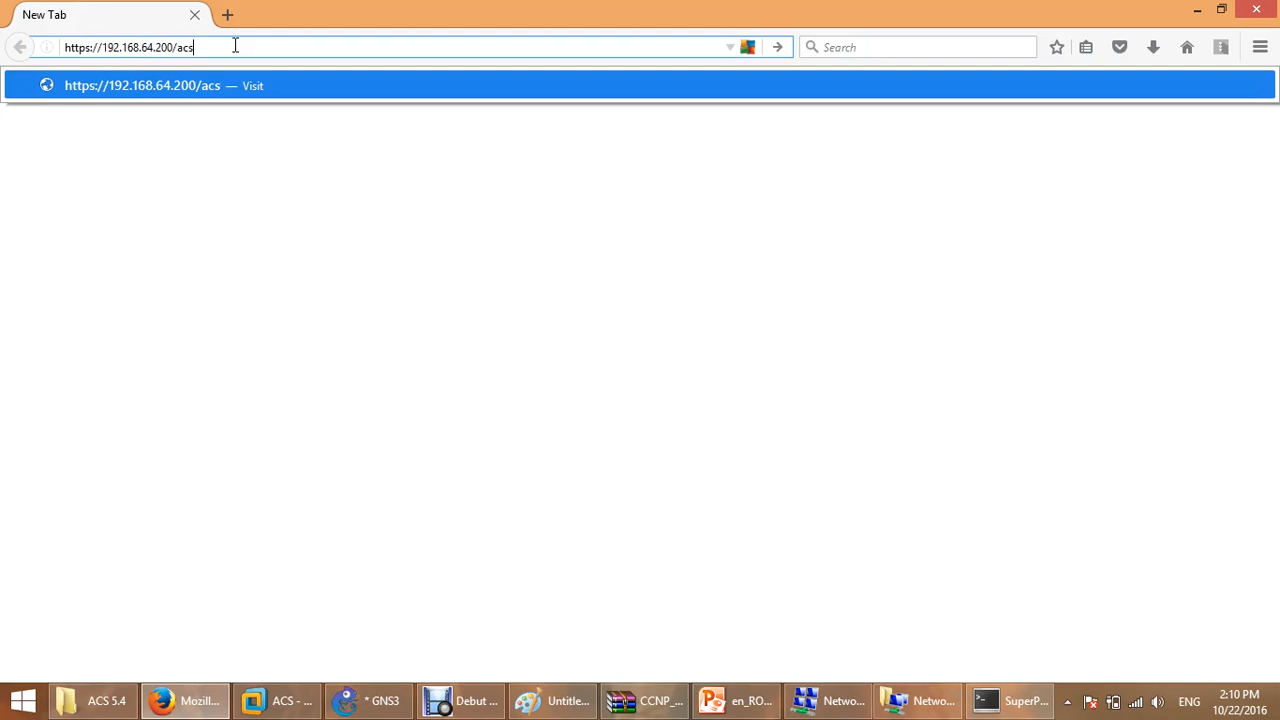 New Tab
https://192.168.64.200/acs
Search
https://192.168.64.200/acs — Visit
ACS 5.4
Mozill...
ACS - ...
* GNS3
Debut ...
Untitle...
CCNP_...
en_RO...
Netwo...
Netwo...
SuperP...
ENG
2:10 PM
10/22/2016